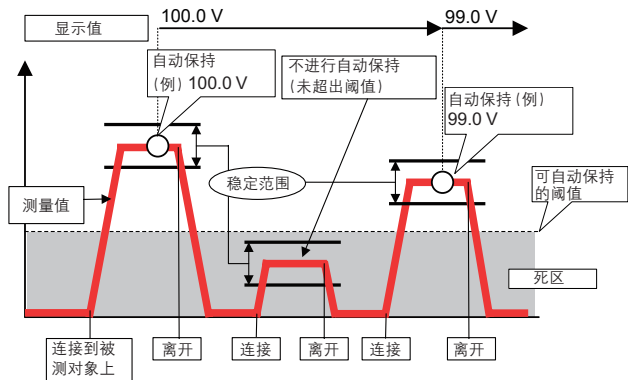 显示值
100.0 V
99.0 V
自动保持
(例) 100.0 V
不进行自动保持
(未超出阈值)
自动保持 (例)
99.0 V
测量值
稳定范围
可自动保持
的阈值
死区
连接到被
测对象上
离开
连接
离开
连接
离开